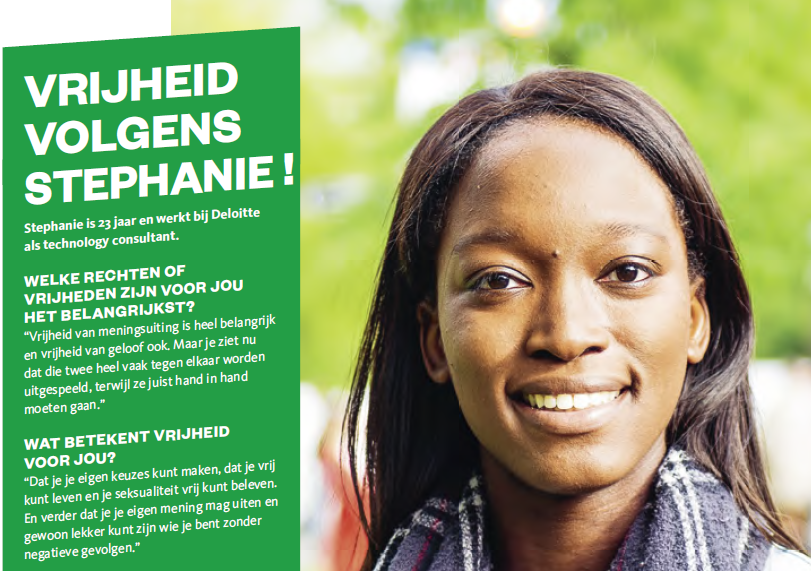 VRIJHEID
VOLGENS
STEPHANIE!
Stephanie is 23 jaar en werkt bij Deloitte
als technology consultant.
WELKE RECHTEN OF
VRIJHEDEN ZIJN VOOR JOU
HET BELANGRIJKST?
“Vrijheid van meningsuiting is heel belangrijk
en vrijheid van geloof ook. Maar je ziet nu
dat die twee heel vaak tegen elkaar worden
uitgespeeld, terwijl ze juist hand in hand
moeten gaan.”
WAT BETEKENT VRIJHEID
VOOR JOU?
“Dat je je eigen keuzes kunt maken, dat je vrij
kunt leven en je seksualiteit vrij kunt beleven.
En verder dat je je eigen mening mag uiten en
gewoon lekker kunt zijn wie je bent zonder
negatieve gevolgen.”